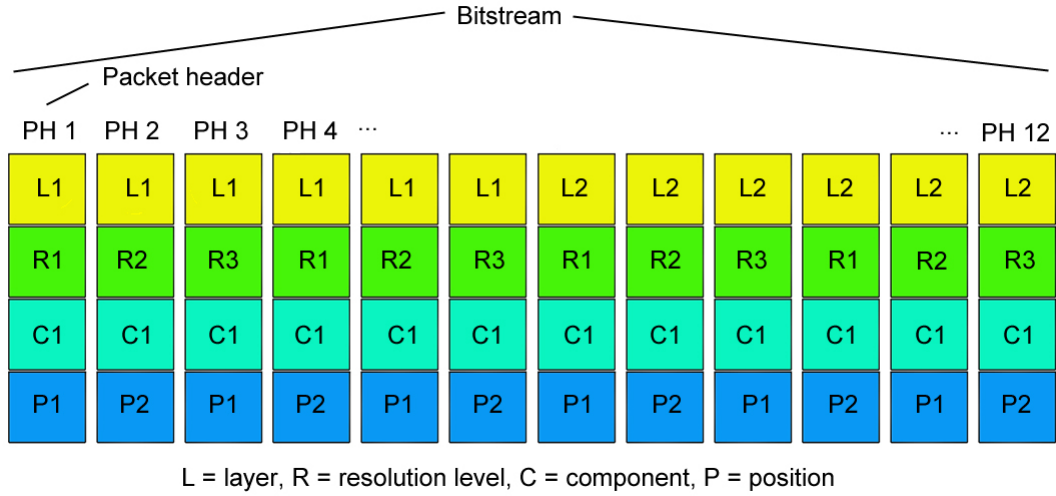 Bitstream
Packet header
PH 1 PH 2 PH 3 PH 4 ... ... PH 12
L1 L1 L1 L1 L1 L1 L2 L2 L2 L2 L2 L2
R1 R2 R3 R1 R2 R3 R1 R2 R3 R1 R2 R3
C1 C1 C1 C1 C1 C1 C1 C1 C1 C1 C1 C1
P1 P2 P1 P2 P1 P2 P1 P2 P1 P2 P1 P2
L = layer, R = resolution level, C = component, P = position